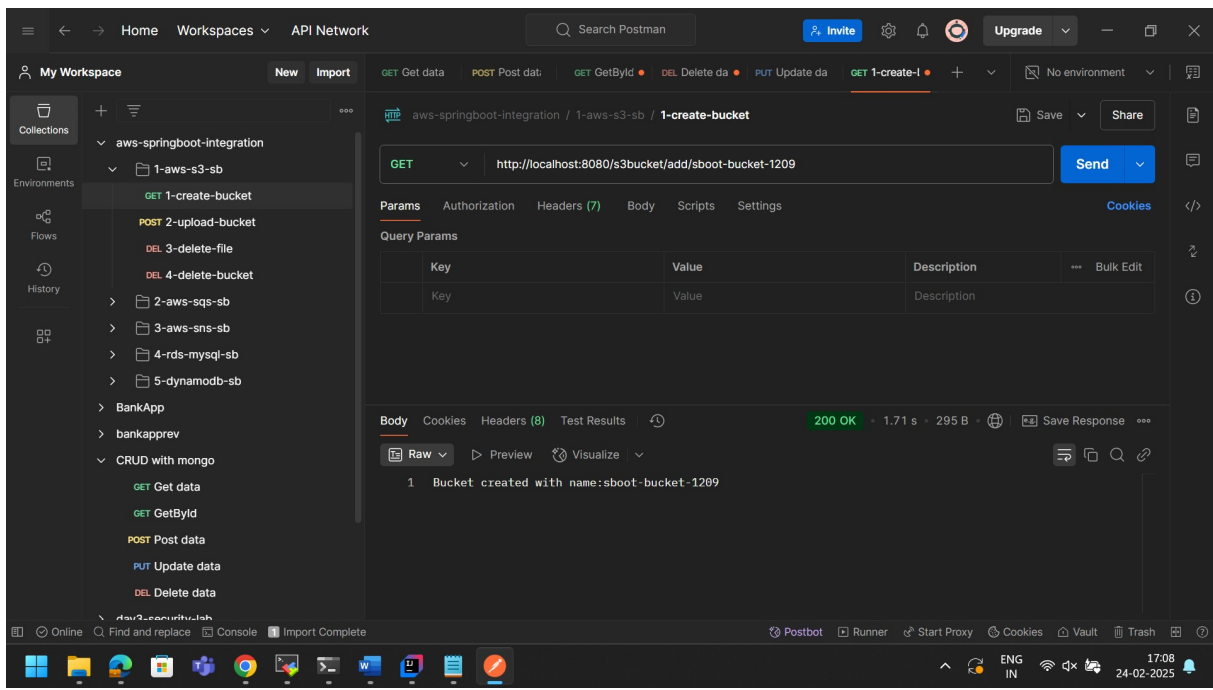 Home Workspaces API Network Search Postman Invite Upgrade
My Workspace New Import GET Get data POST Post dat GET GetById DEL Delete da PUT Update da GET 1-create-l No environment
Collections
Environments
Flows
History
aws-springboot-integration
1-aws-s3-sb
GET 1-create-bucket
POST 2-upload-bucket
DEL 3-delete-file
DEL 4-delete-bucket
2-aws-sqs-sb
3-aws-sns-sb
4-rds-mysql-sb
5-dynamodb-sb
BankApp
bankapprev
CRUD with mongo
GET Get data
GET GetById
POST Post data
PUT Update data
DEL Delete data
day3-security-lab
HTTP aws-springboot-integration / 1-aws-s3-sb / 1-create-bucket Save Share
GET http://localhost:8080/s3bucket/add/sboot-bucket-1209 Send
Params Authorization Headers (7) Body Scripts Settings Cookies
Query Params
Key Value Description Bulk Edit
Key Value Description
Body Cookies Headers (8) Test Results 200 OK 1.71 s 295 B Save Response
Raw Preview Visualize
1 Bucket created with name:sboot-bucket-1209
Online Find and replace Console 1 Import Complete Postbot Runner Start Proxy Cookies Vault Trash
ENG 17:08
IN 24-02-2025